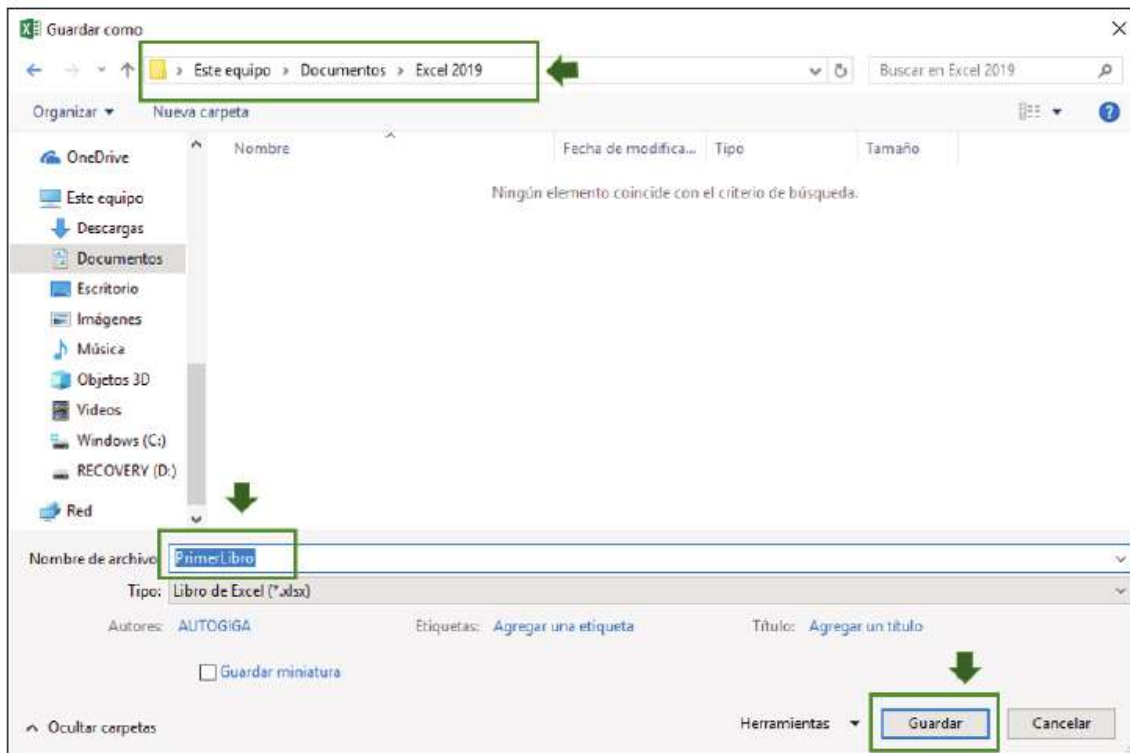 Guardar como
Este equipo > Documentos > Excel 2019
Buscar en Excel 2019
Organizar
Nueva carpeta
Nombre
Fecha de modifica...
Tipo
Tamaño
OneDrive
Ningún elemento coincide con el criterio de búsqueda.
Este equipo
Descargas
Documentos
Escritorio
Imágenes
Música
Objetos 3D
Videos
Windows (C:)
RECOVERY (D:)
Red
Nombre de archivo: PrimerLibro
Tipo: Libro de Excel (*.xlsx)
Autores: AUTOGIGA
Etiquetas: Agregar una etiqueta
Título: Agregar un título
Guardar miniatura
Ocultar carpetas
Herramientas
Guardar
Cancelar